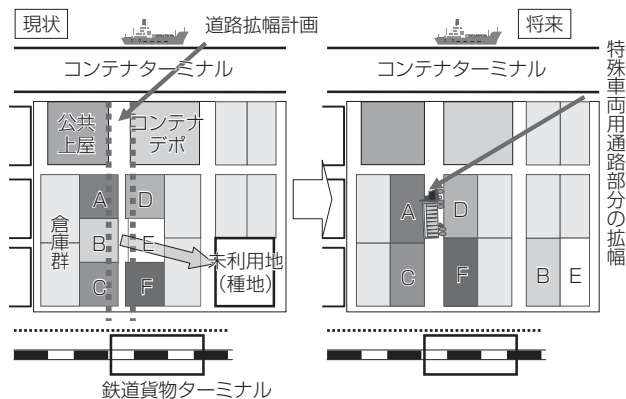 現状
道路拡幅計画
コンテナターミナル
公共
上屋
コンテナ
デポ
A
D
倉庫群
B
E
未利用地
(種地)
C
F
鉄道貨物ターミナル
将来
コンテナターミナル
特殊車両用通路部分の拡幅
A
D
C
F
B
E